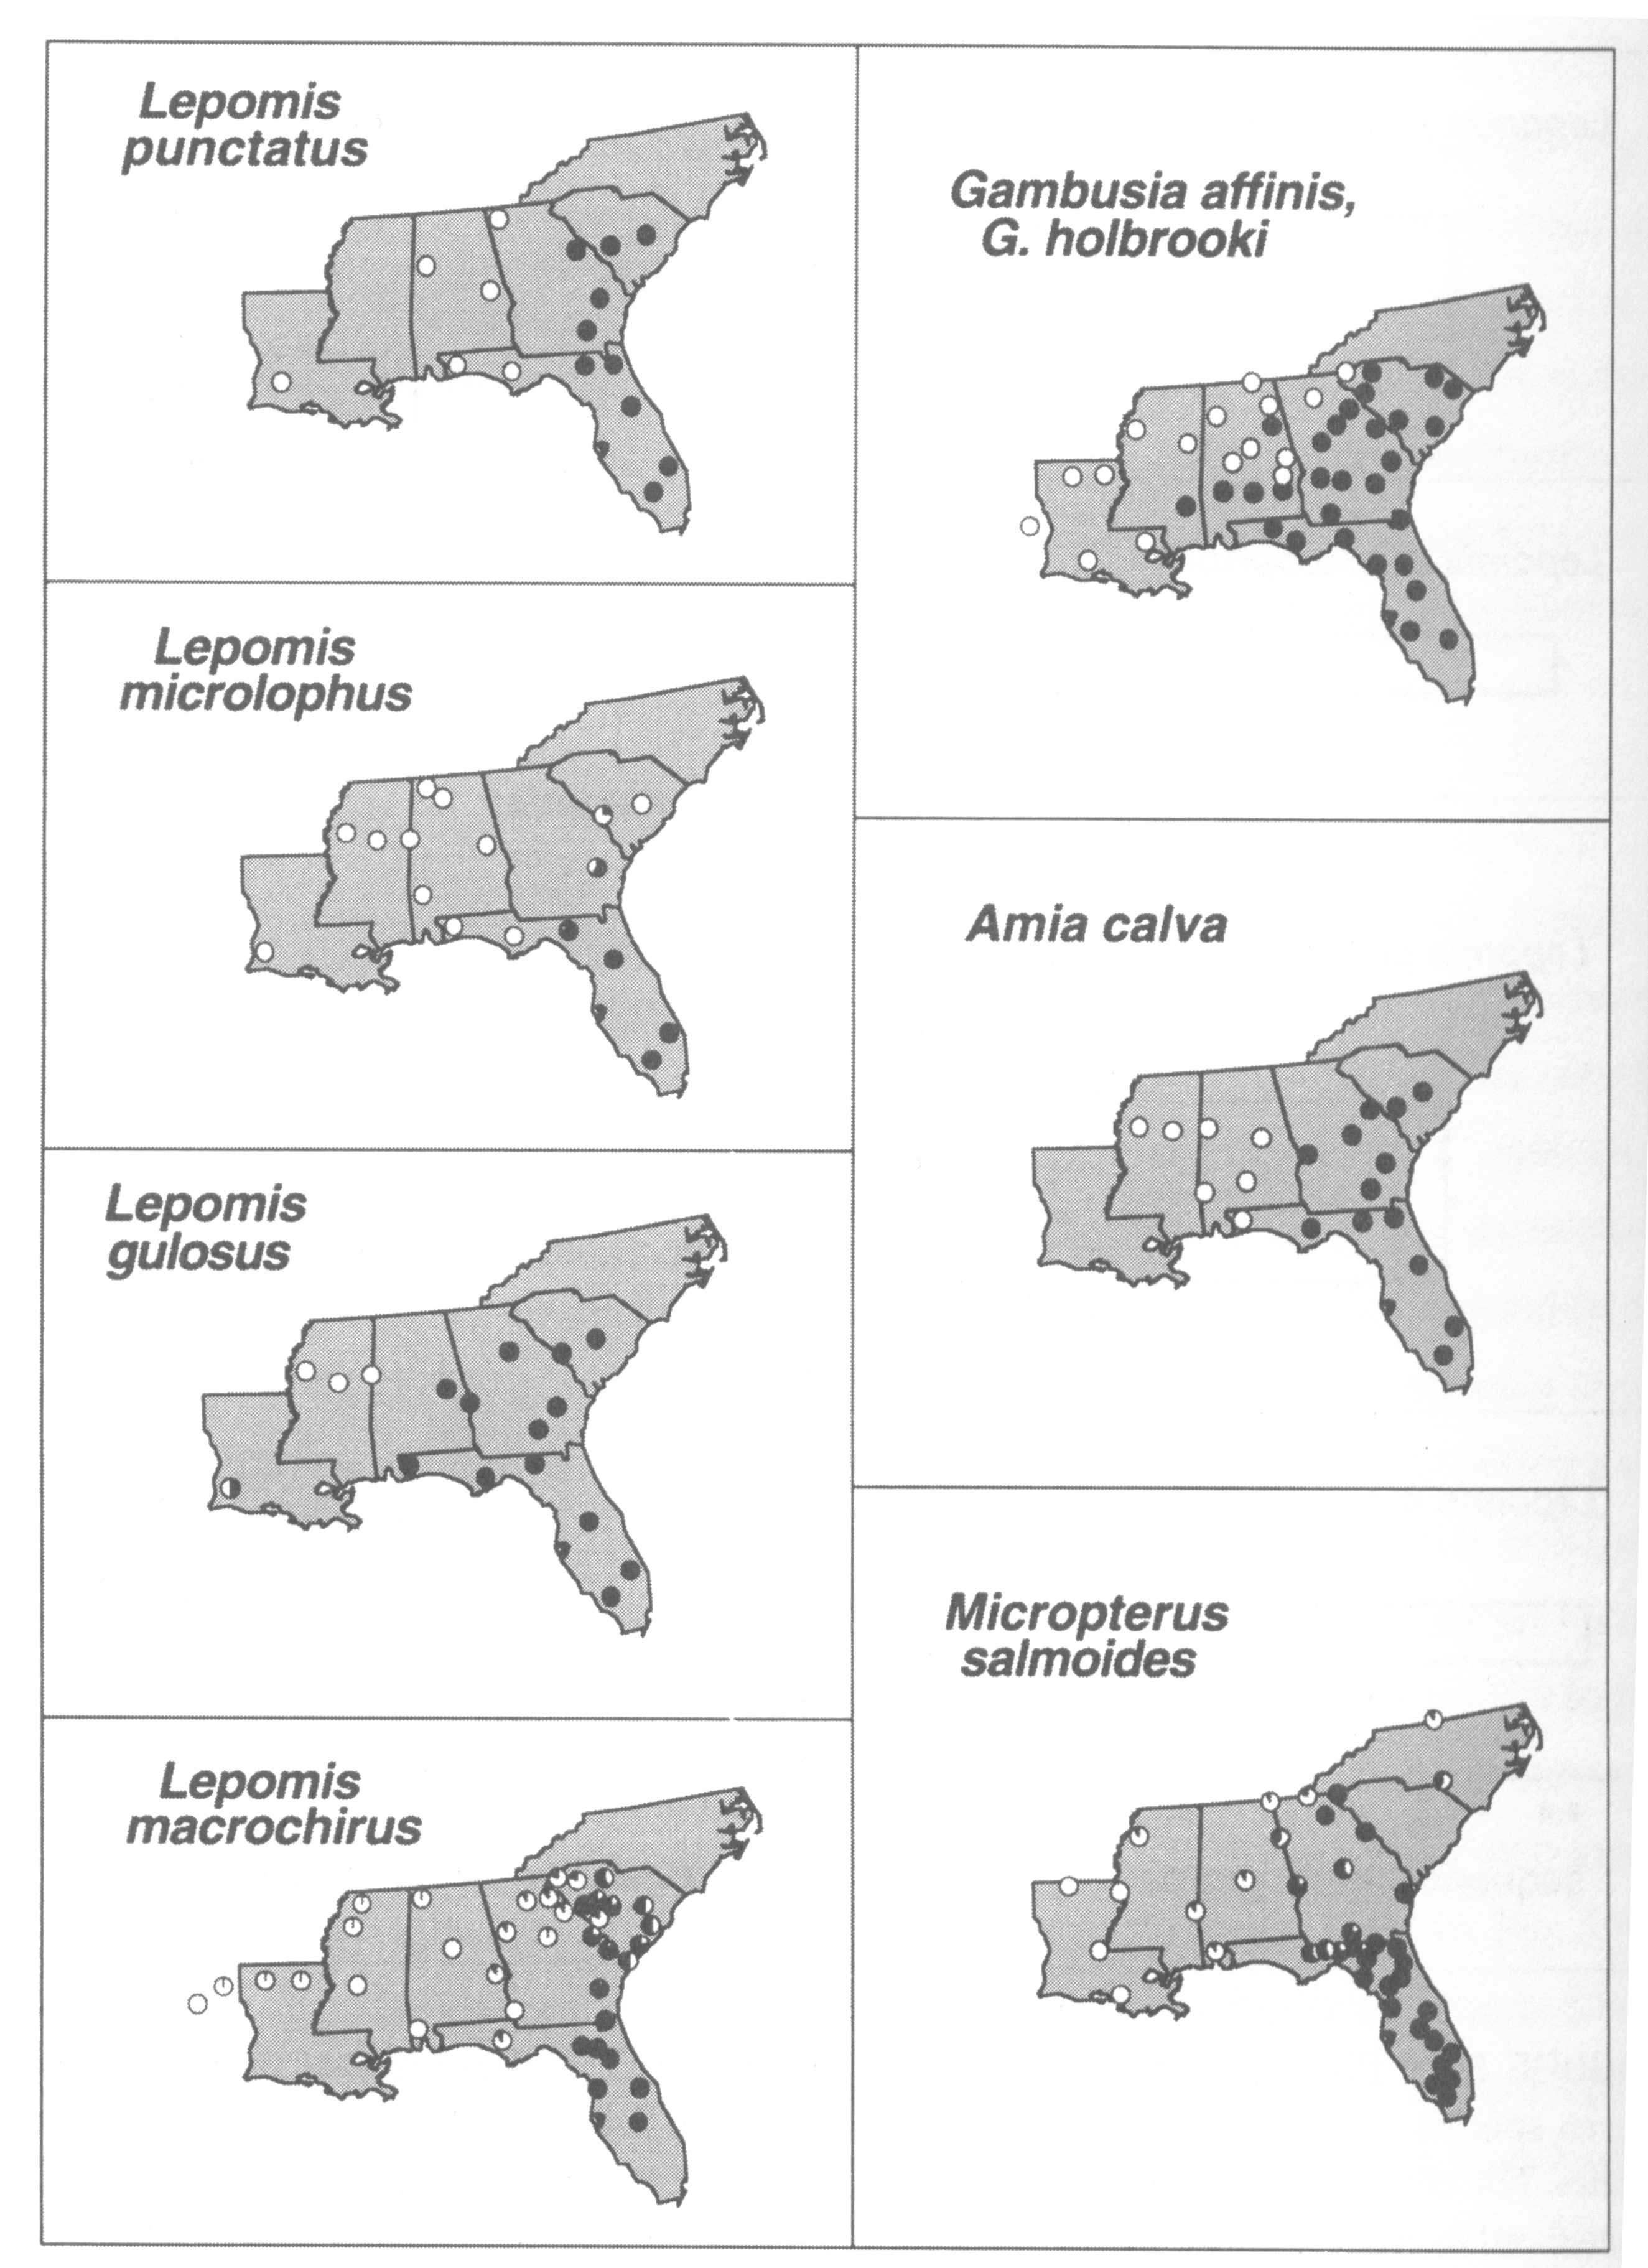 Lepomis
punctatus
Lepomis
microlophus
Lepomis
gulosus
Lepomis
macrochirus
Gambusia affinis,
G. holbrooki
Amia calva
Micropterus
salmoides